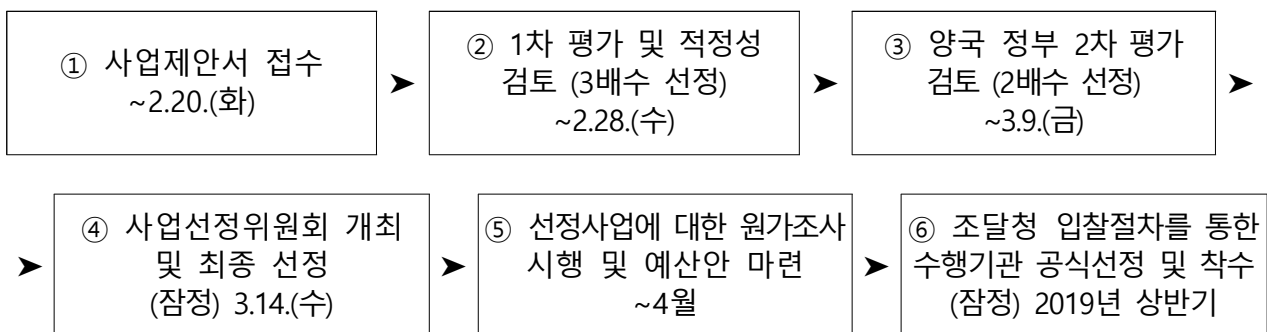 ① 사업제안서 접수
~2.20.(화)
➤
② 1차 평가 및 적정성
검토 (3배수 선정)
~2.28.(수)
➤
③ 양국 정부 2차 평가
검토 (2배수 선정)
~3.9.(금)
➤
➤
④ 사업선정위원회 개최
및 최종 선정
(잠정) 3.14.(수)
➤
⑤ 선정사업에 대한 원가조사
시행 및 예산안 마련
~4월
➤
⑥ 조달청 입찰절차를 통한
수행기관 공식선정 및 착수
(잠정) 2019년 상반기